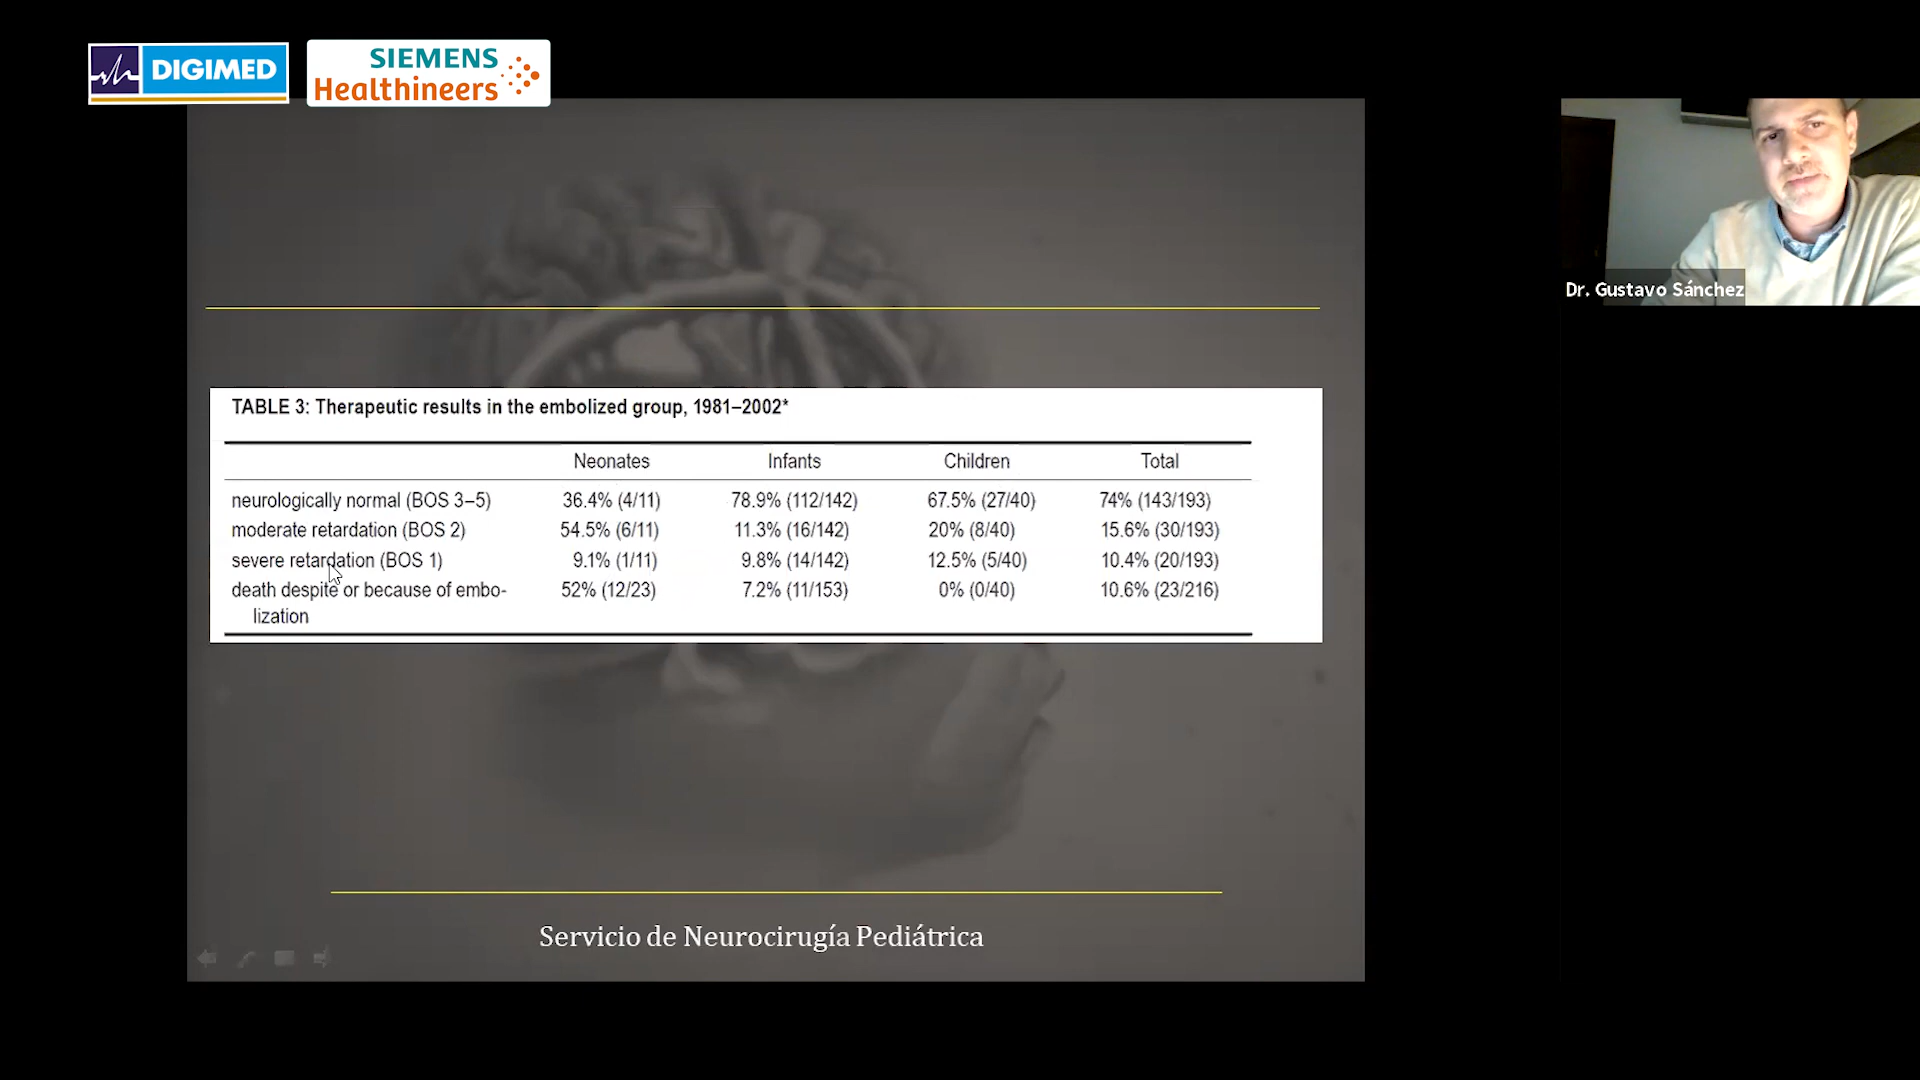 DIGIMED
SIEMENS
Healthineers
Dr. Gustavo Sánchez
TABLE 3: Therapeutic results in the embolized group, 1981–2002*
Neonates Infants Children Total
neurologically normal (BOS 3–5) 36.4% (4/11) 78.9% (112/142) 67.5% (27/40) 74% (143/193)
moderate retardation (BOS 2) 54.5% (6/11) 11.3% (16/142) 20% (8/40) 15.6% (30/193)
severe retardation (BOS 1) 9.1% (1/11) 9.8% (14/142) 12.5% (5/40) 10.4% (20/193)
death despite or because of embo- 52% (12/23) 7.2% (11/153) 0% (0/40) 10.6% (23/216)
lization
Servicio de Neurocirugía Pediátrica